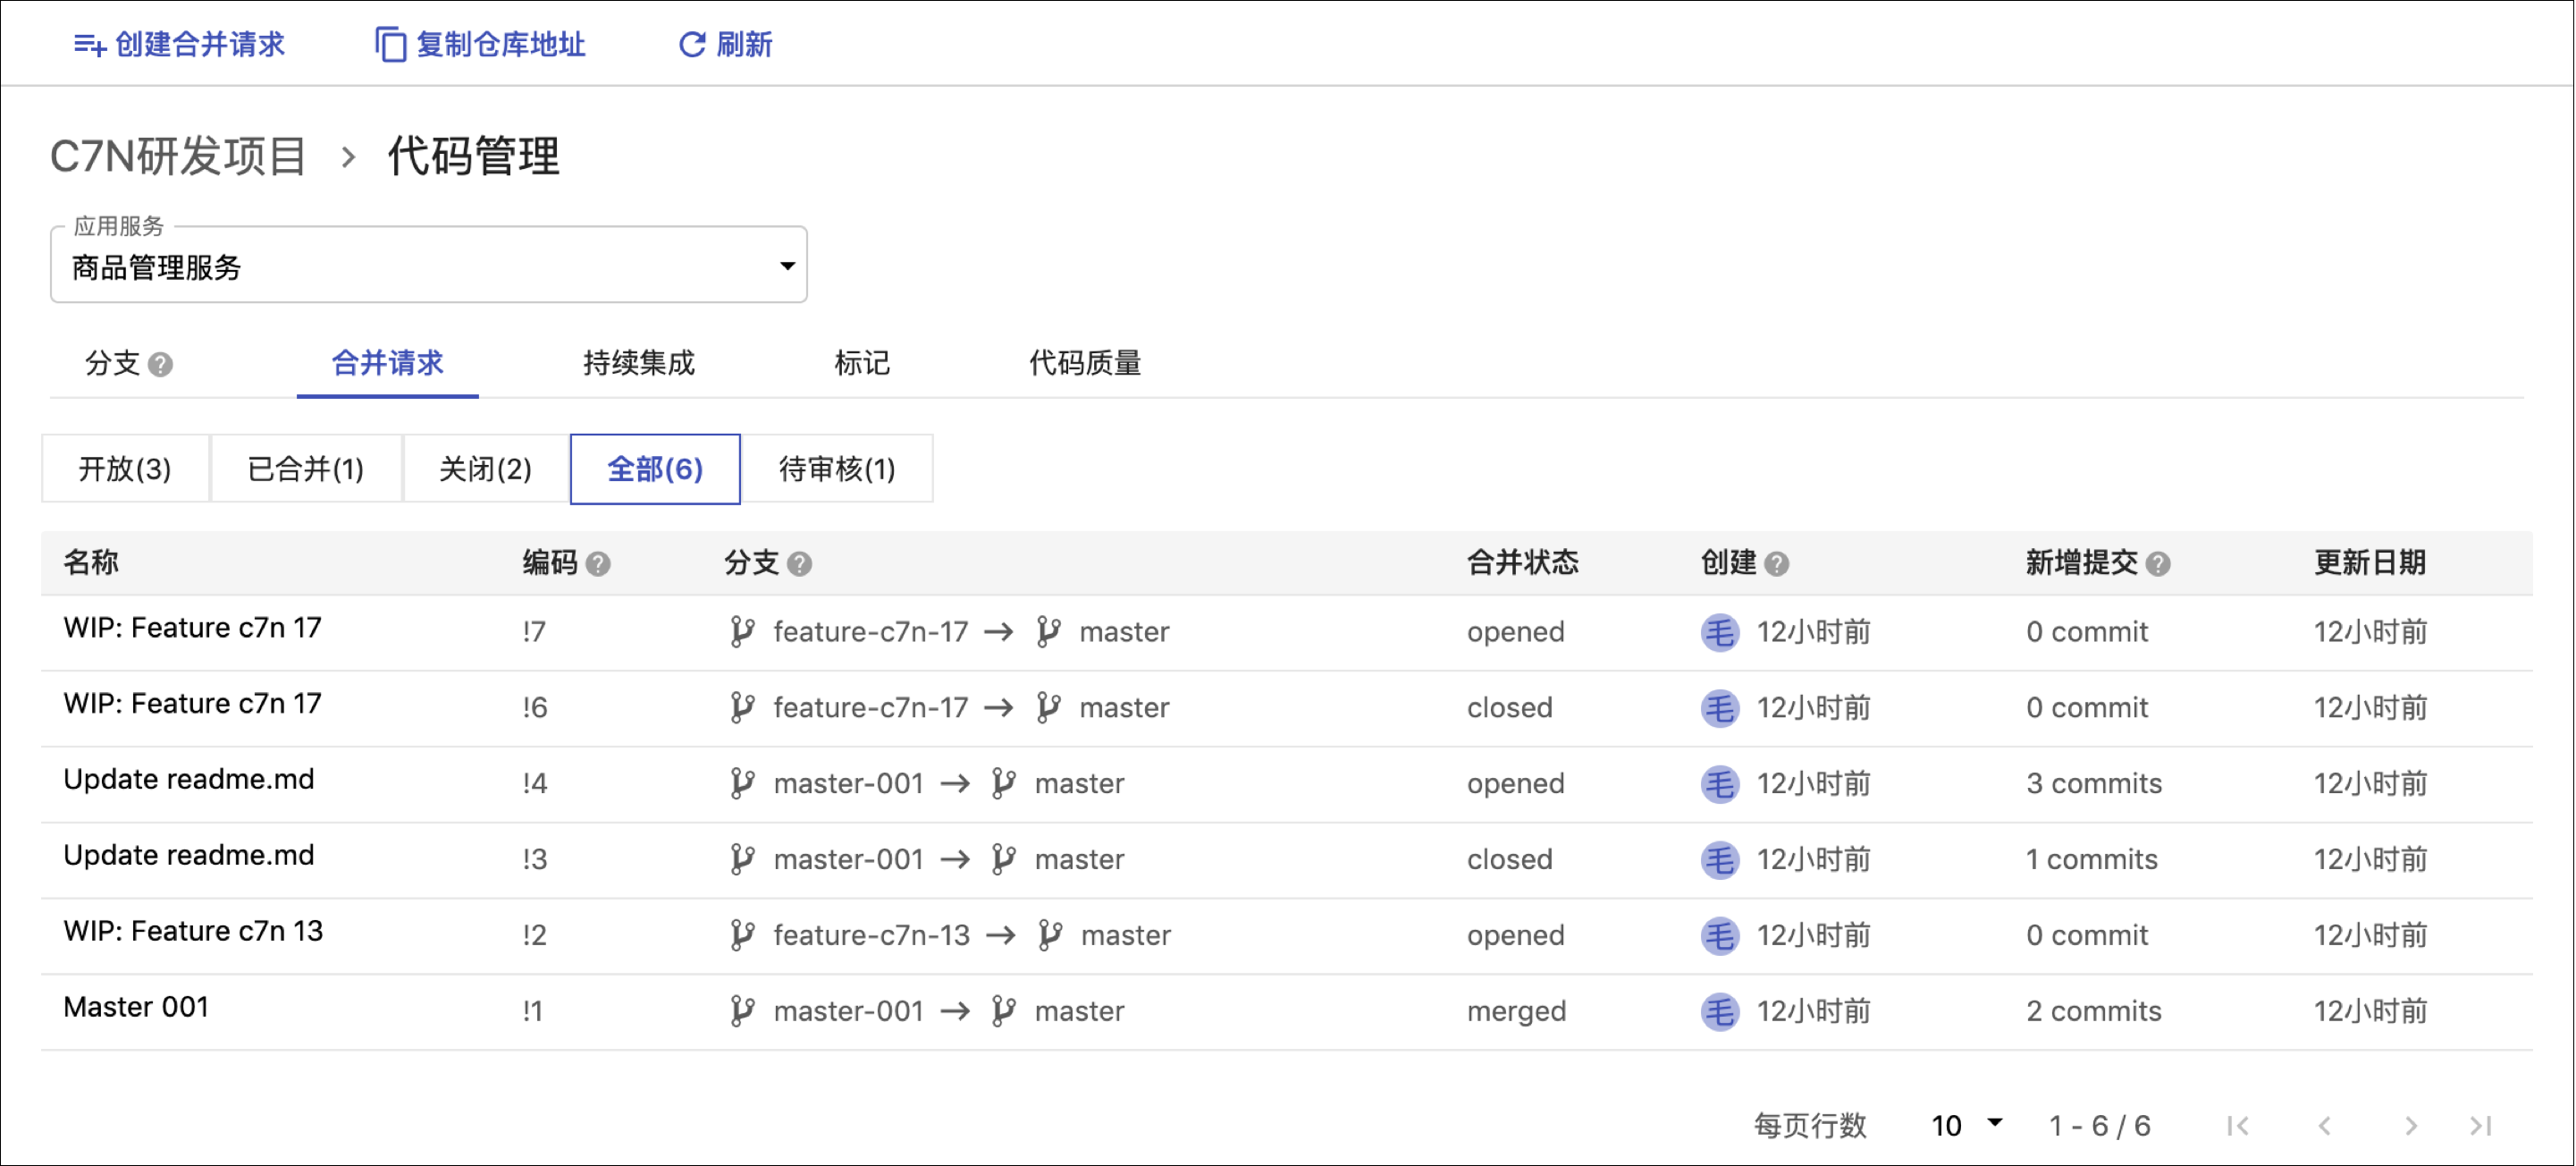 创建合并请求 复制仓库地址 刷新
C7N研发项目 > 代码管理
应用服务
商品管理服务
分支 ? 合并请求 持续集成 标记 代码质量
开放(3) 已合并(1) 关闭(2) 全部(6) 待审核(1)
名称 编码 ? 分支 ? 合并状态 创建 ? 新增提交 ? 更新日期
WIP: Feature c7n 17 !7 feature-c7n-17 → master opened 毛 12小时前 0 commit 12小时前
WIP: Feature c7n 17 !6 feature-c7n-17 → master closed 毛 12小时前 0 commit 12小时前
Update readme.md !4 master-001 → master opened 毛 12小时前 3 commits 12小时前
Update readme.md !3 master-001 → master closed 毛 12小时前 1 commits 12小时前
WIP: Feature c7n 13 !2 feature-c7n-13 → master opened 毛 12小时前 0 commit 12小时前
Master 001 !1 master-001 → master merged 毛 12小时前 2 commits 12小时前
每页行数 10 1 - 6 / 6